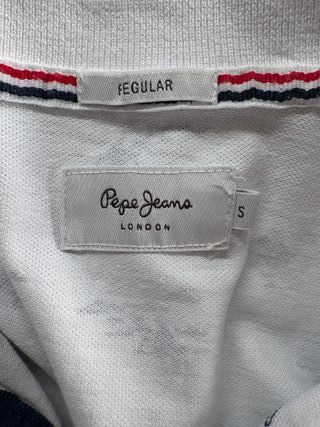 REGULAR
Pepe Jeans
LONDON
S